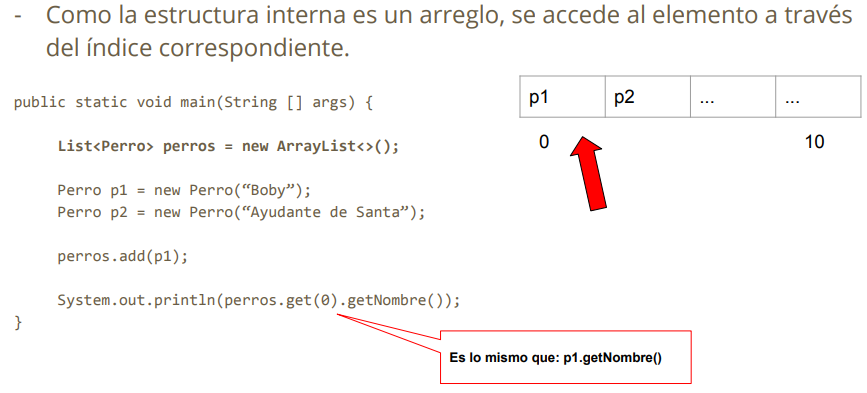 - Como la estructura interna es un arreglo, se accede al elemento a través
del índice correspondiente.
public static void main(String [] args) {
List<Perro> perros = new ArrayList<>();
Perro p1 = new Perro(“Boby”);
Perro p2 = new Perro(“Ayudante de Santa”);
perros.add(p1);
System.out.println(perros.get(0).getNombre());
}
p1 p2 ... ...
0 10
Es lo mismo que: p1.getNombre()